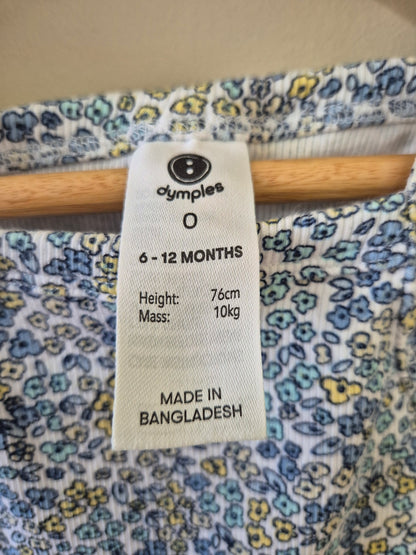 dymples
0
6 - 12 MONTHS
Height: 76cm
Mass: 10kg
MADE IN
BANGLADESH